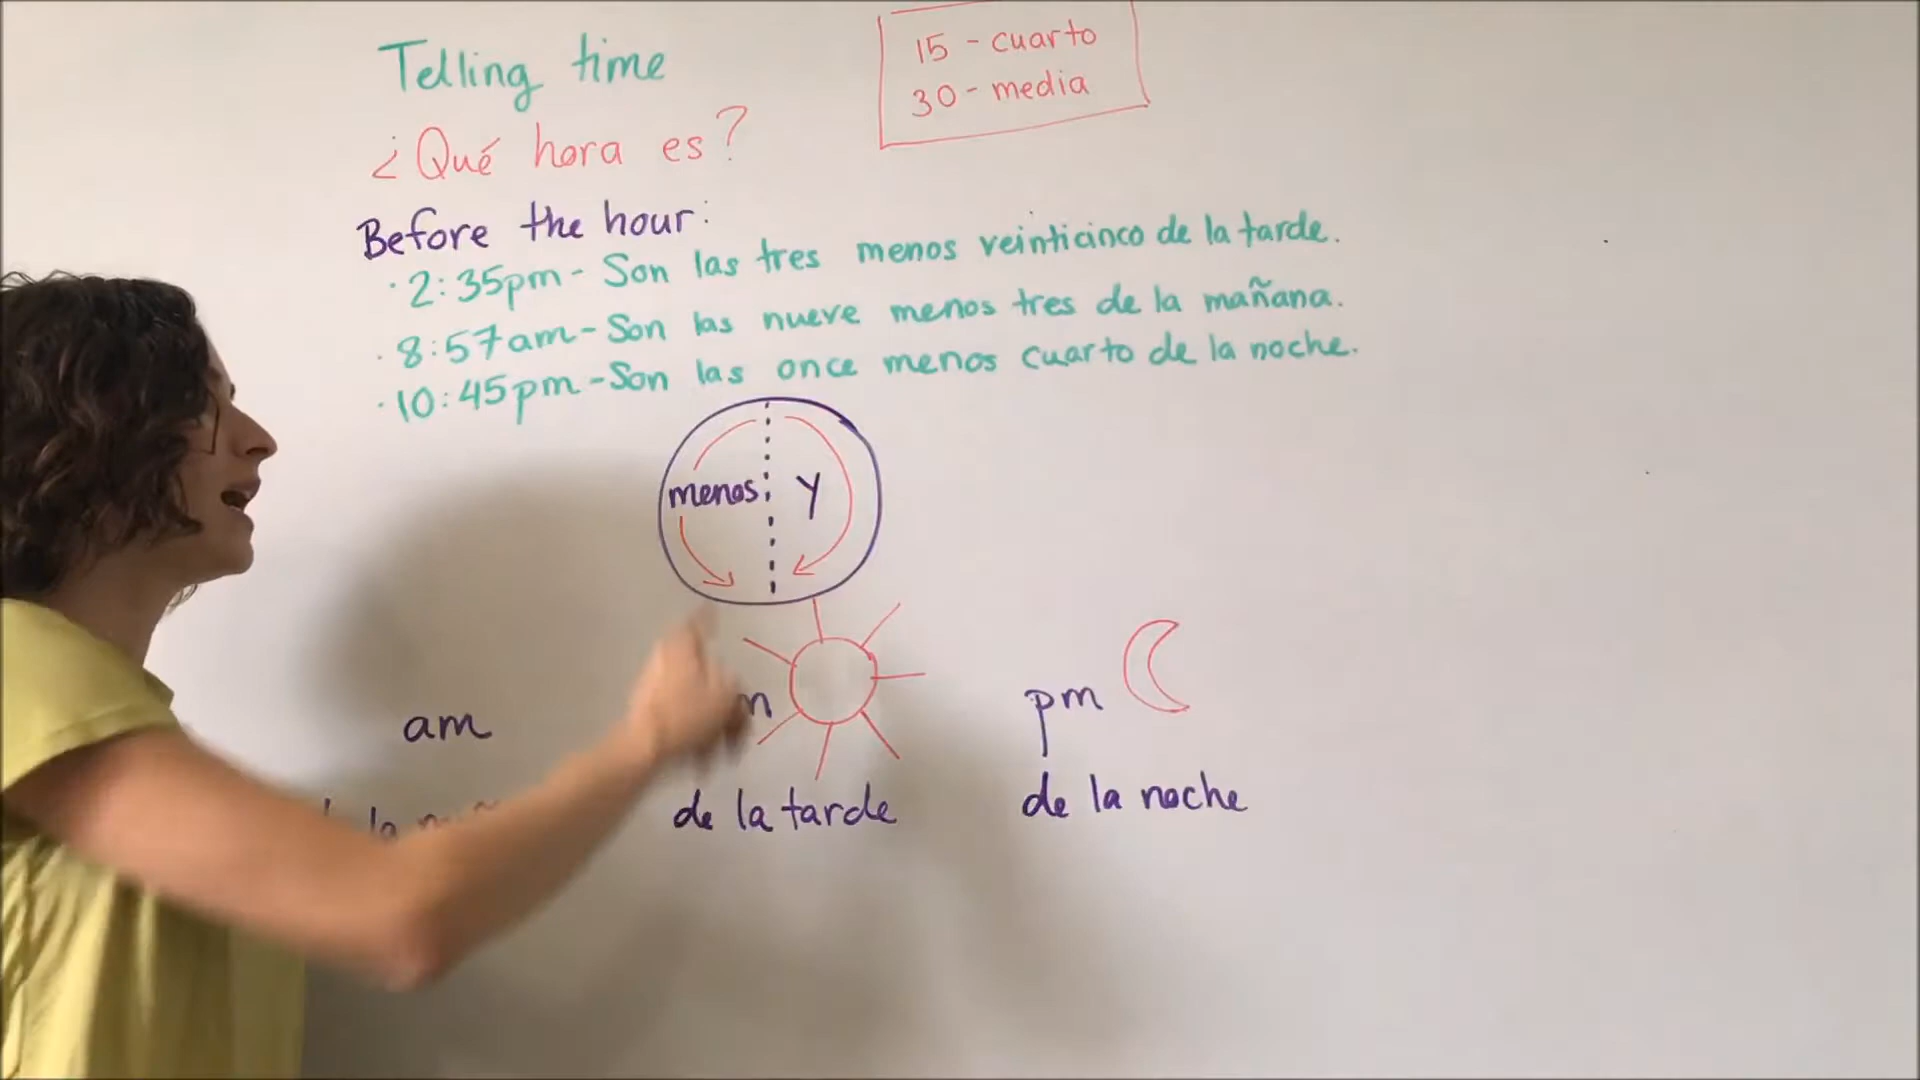 Telling time
15 - cuarto
30 - media
¿Qué hora es?
Before the hour:
· 2:35pm - Son las tres menos veinticinco de la tarde.
· 8:57am - Son las nueve menos tres de la mañana.
· 10:45pm - Son las once menos cuarto de la noche.
menos y
am pm
de la tarde de la noche